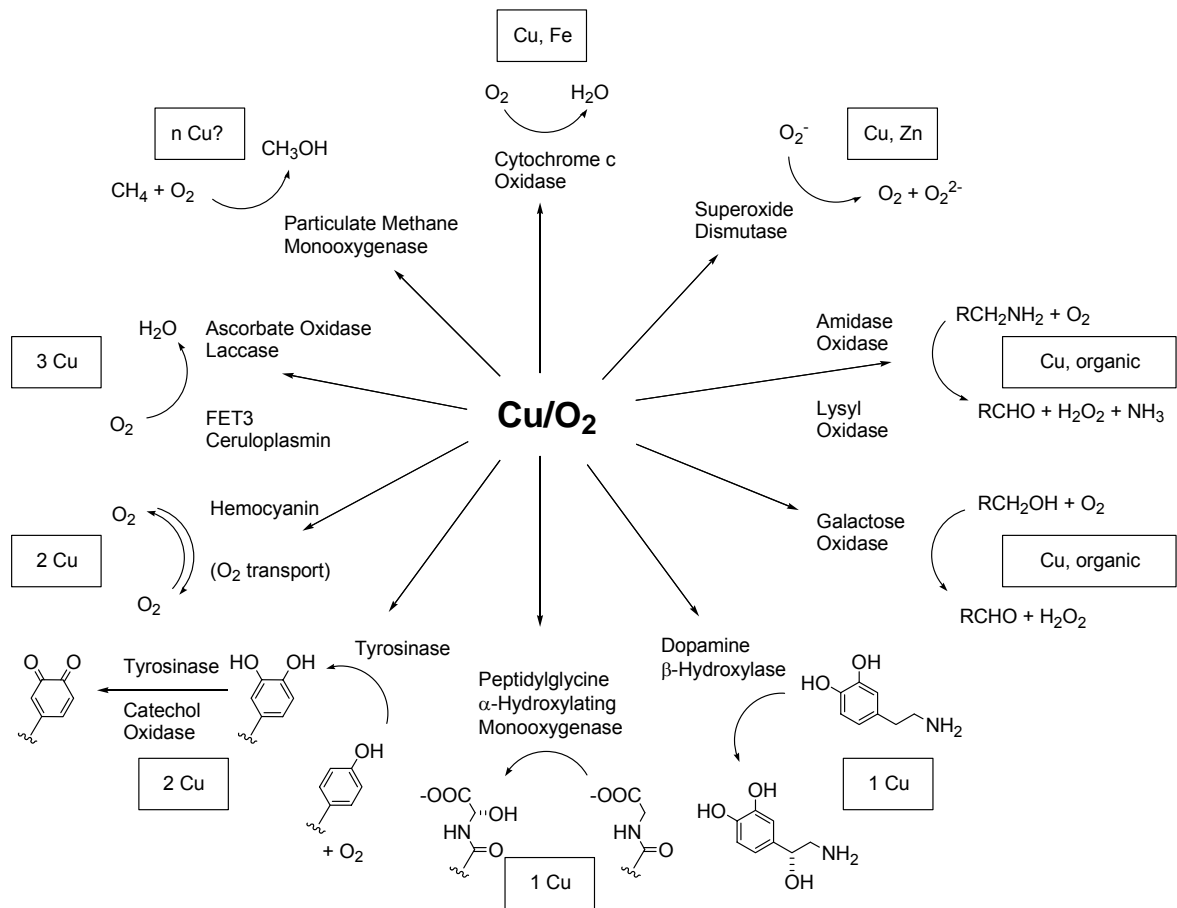 Cu, Fe
O₂
H₂O
Cytochrome c
Oxidase
n Cu?
CH₃OH
CH₄ + O₂
Particulate Methane
Monooxygenase
O₂⁻
Cu, Zn
O₂ + O₂²⁻
Superoxide
Dismutase
3 Cu
H₂O
O₂
Ascorbate Oxidase
Laccase
FET3
Ceruloplasmin
Cu/O₂
Amidase
Oxidase
Lysyl
Oxidase
RCH₂NH₂ + O₂
Cu, organic
RCHO + H₂O₂ + NH₃
2 Cu
O₂
O₂
Hemocyanin
(O₂ transport)
Galactose
Oxidase
RCH₂OH + O₂
Cu, organic
RCHO + H₂O₂
O
O
Tyrosinase
Catechol
Oxidase
HO
OH
Tyrosinase
2 Cu
OH
+ O₂
Peptidylglycine
α-Hydroxylating
Monooxygenase
-OOC
OH
HN
O
-OOC
HN
O
1 Cu
Dopamine
β-Hydroxylase
OH
HO
NH₂
1 Cu
OH
HO
NH₂
OH